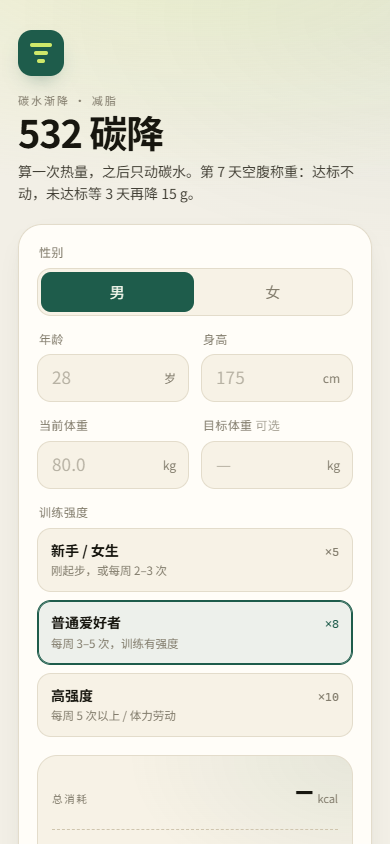 碳水渐降 · 减脂
532 碳降
算一次热量，之后只动碳水。第 7 天空腹称重：达标不
动，未达标等 3 天再降 15 g。
性别
男 女
年龄 身高
28 岁 175 cm
当前体重 目标体重 可选
80.0 kg — kg
训练强度
新手 / 女生 ×5
刚起步，或每周 2–3 次
普通爱好者 ×8
每周 3–5 次，训练有强度
高强度 ×10
每周 5 次以上 / 体力劳动
总消耗 — kcal